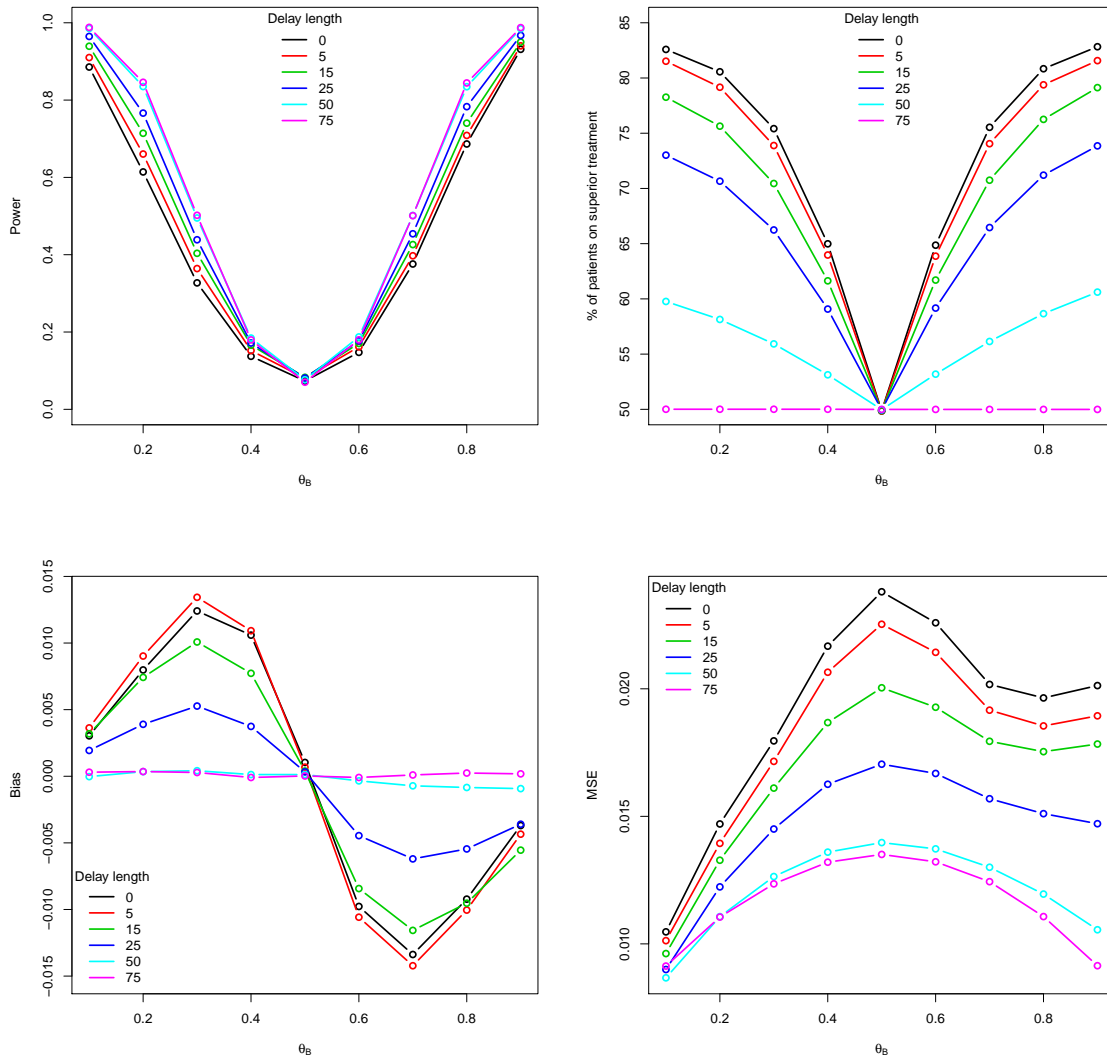 Delay length
0
5
15
25
50
75
Power
0.0 0.2 0.4 0.6 0.8 1.0
0.2 0.4 0.6 0.8
θB
Delay length
0
5
15
25
50
75
% of patients on superior treatment
50 55 60 65 70 75 80 85
0.2 0.4 0.6 0.8
θB
Delay length
0
5
15
25
50
75
Bias
−0.015 −0.010 −0.005 0.000 0.005 0.010 0.015
0.2 0.4 0.6 0.8
θB
Delay length
0
5
15
25
50
75
MSE
0.010 0.015 0.020
0.2 0.4 0.6 0.8
θB